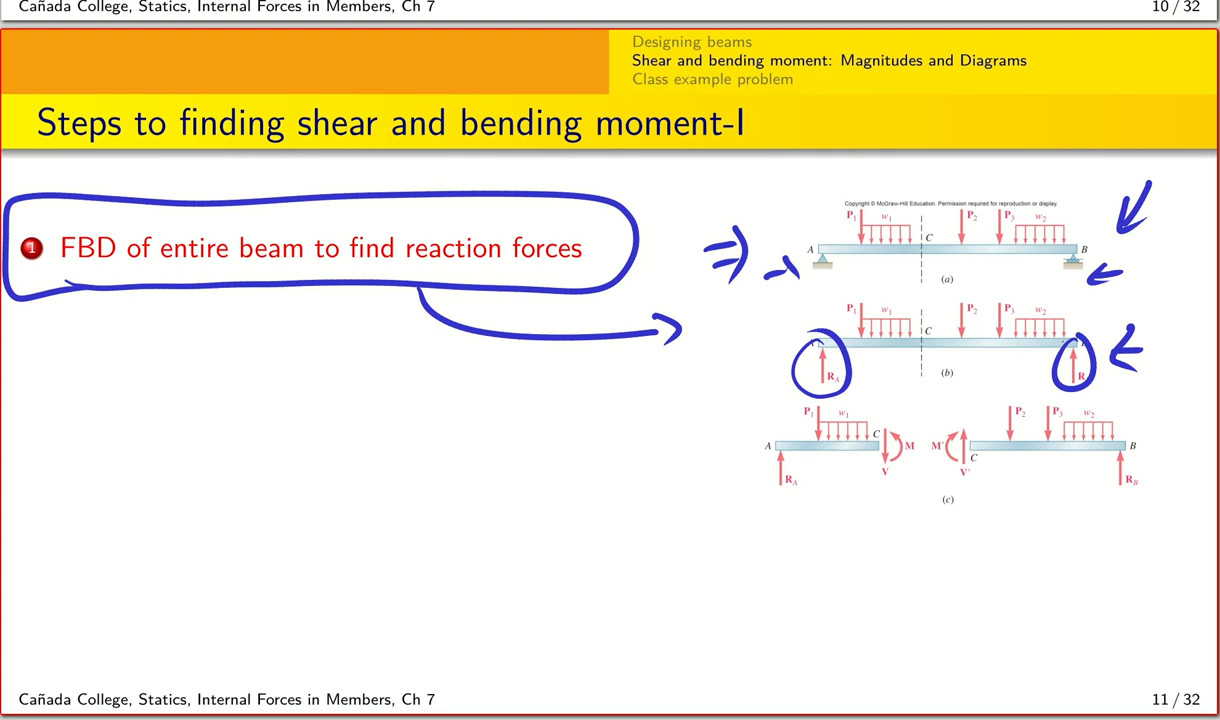 Cañada College, Statics, Internal Forces in Members, Ch 7
10 / 32
Designing beams
Shear and bending moment: Magnitudes and Diagrams
Class example problem
Steps to finding shear and bending moment-I
1 FBD of entire beam to find reaction forces
Copyright © McGraw-Hill Education. Permission required for reproduction or display.
P₁ w₁ C P₂ P₃ w₂
A B
(a)
P₁ w₁ C P₂ P₃ w₂
R_A R
(b)
P₁ w₁ C M M' P₂ P₃ w₂
A V V' C B
R_A R_B
(c)
Cañada College, Statics, Internal Forces in Members, Ch 7
11 / 32